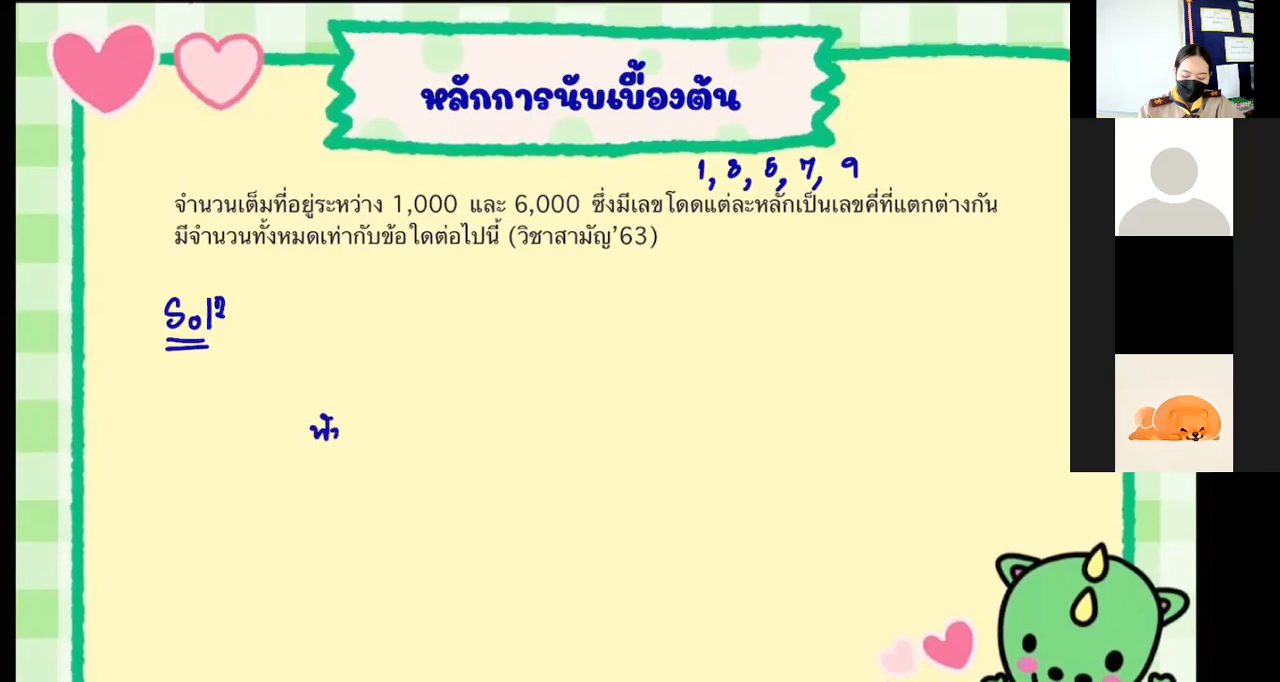 หลักการนับเบื้องต้น
1, 3, 5, 7, 9
จำนวนเต็มที่อยู่ระหว่าง 1,000 และ 6,000 ซึ่งมีเลขโดดแต่ละหลักเป็นเลขคี่ที่แตกต่างกัน
มีจำนวนทั้งหมดเท่ากับข้อใดต่อไปนี้ (วิชาสามัญ'63)
Solⁿ